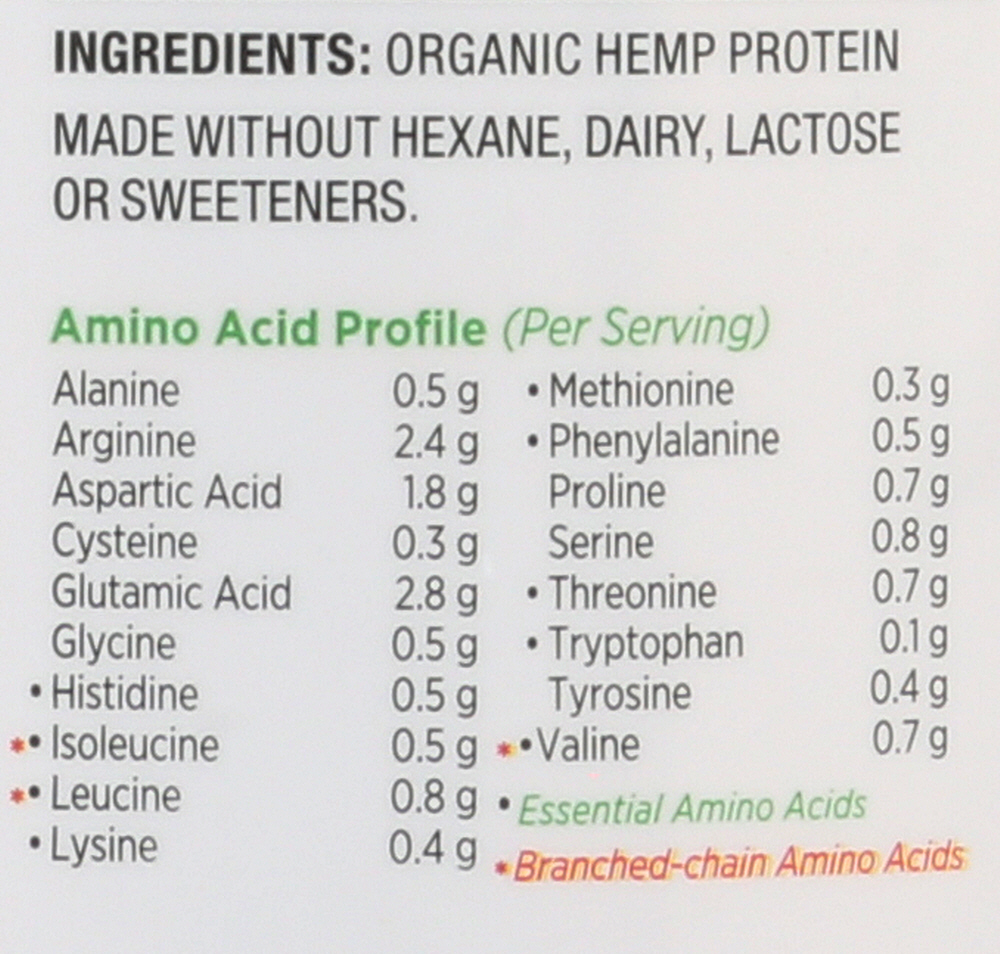 INGREDIENTS: ORGANIC HEMP PROTEIN
MADE WITHOUT HEXANE, DAIRY, LACTOSE
OR SWEETENERS.
Amino Acid Profile (Per Serving)
Alanine 0.5 g
Arginine 2.4 g
Aspartic Acid 1.8 g
Cysteine 0.3 g
Glutamic Acid 2.8 g
Glycine 0.5 g
• Histidine 0.5 g
*• Isoleucine 0.5 g
*• Leucine 0.8 g
• Lysine 0.4 g
• Methionine 0.3 g
• Phenylalanine 0.5 g
Proline 0.7 g
Serine 0.8 g
• Threonine 0.7 g
• Tryptophan 0.1 g
Tyrosine 0.4 g
*• Valine 0.7 g
• Essential Amino Acids
* Branched-chain Amino Acids